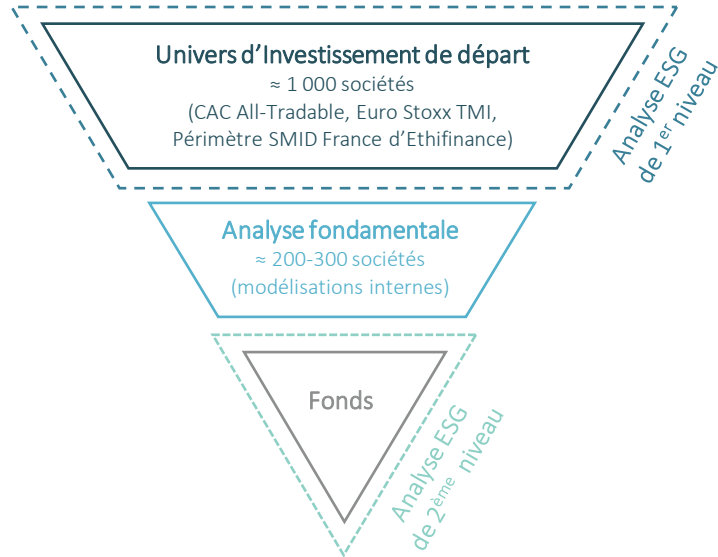 Univers d’Investissement de départ
≈ 1 000 sociétés
(CAC All-Tradable, Euro Stoxx TMI,
Périmètre SMID France d’Ethifinance)
Analyse ESG
de 1er niveau
Analyse fondamentale
≈ 200-300 sociétés
(modélisations internes)
Fonds
Analyse ESG
de 2ème niveau